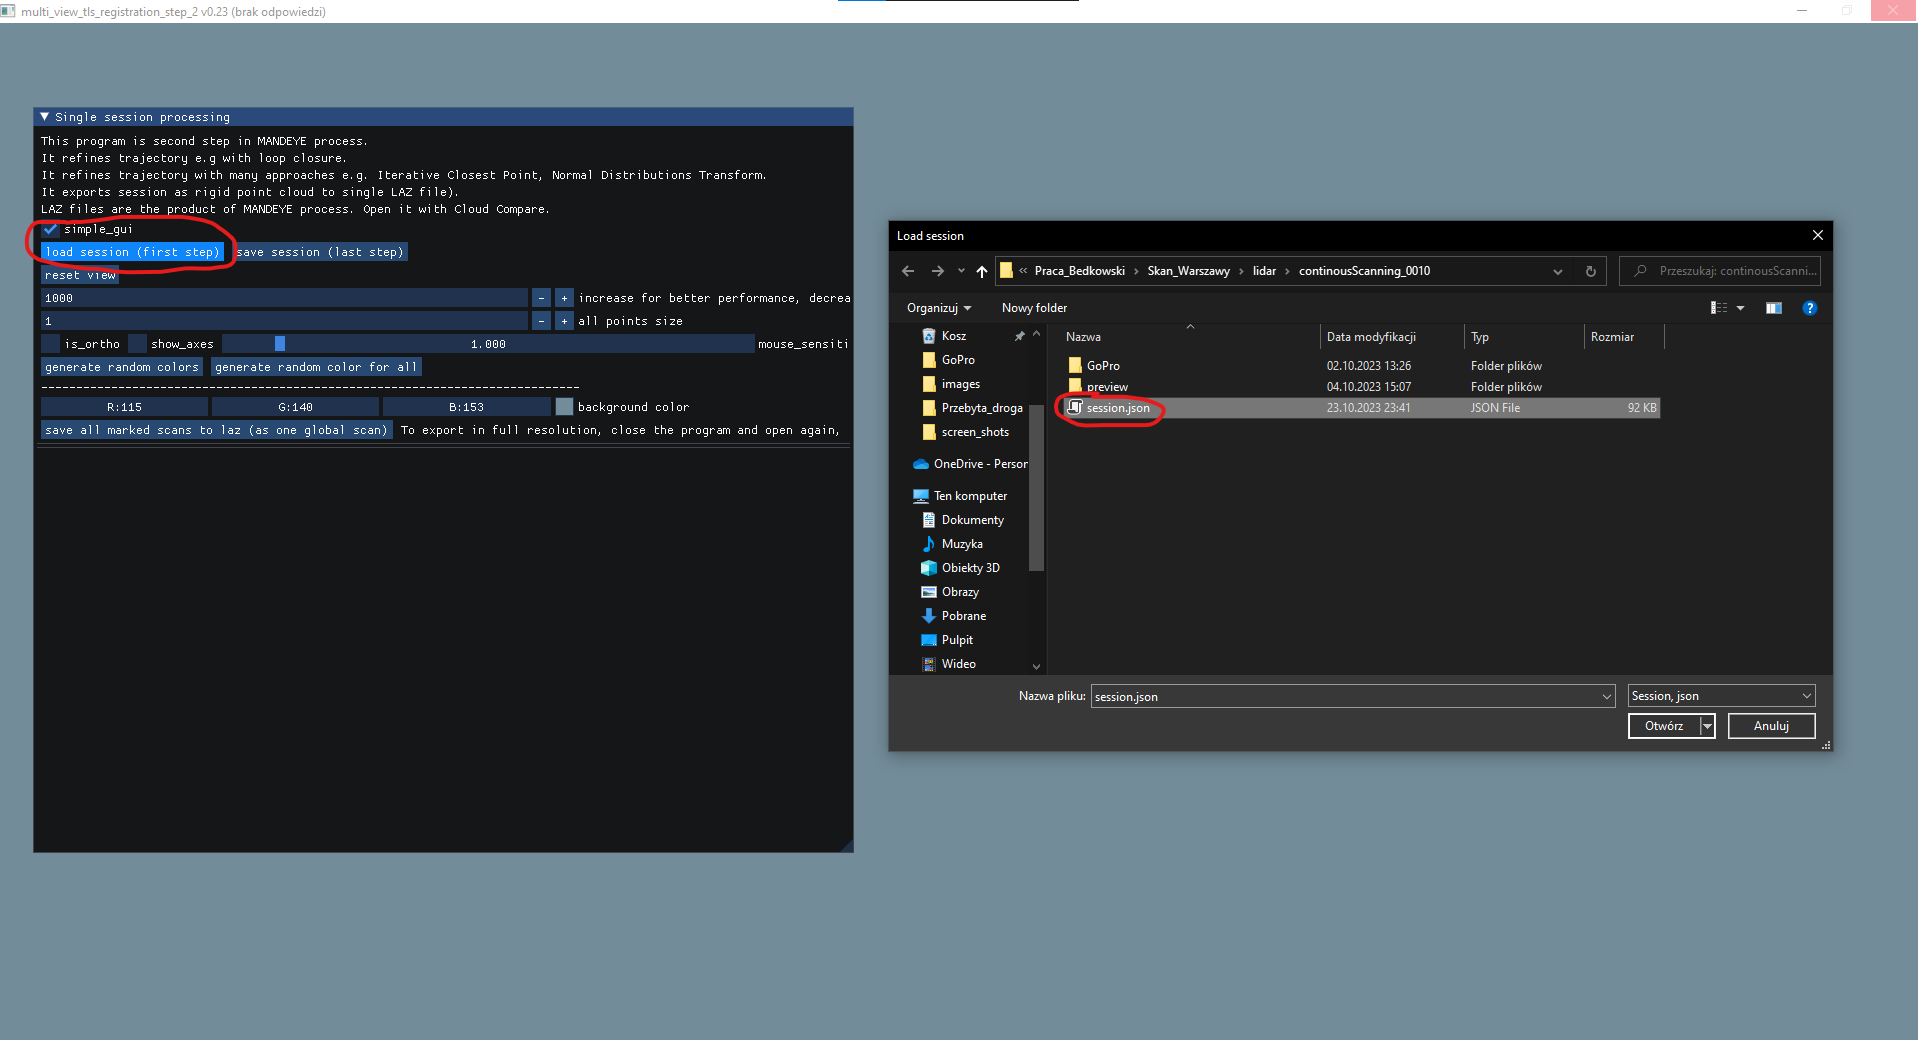 multi_view_tls_registration_step_2 v0.23 (brak odpowiedzi)
Single session processing
This program is second step in MANDEYE process.
It refines trajectory e.g with loop closure.
It refines trajectory with many approaches e.g. Iterative Closest Point, Normal Distributions Transform.
It exports session as rigid point cloud to single LAZ file).
LAZ files are the product of MANDEYE process. Open it with Cloud Compare.
simple_gui
load session (first step) save session (last step)
reset view
1000 - + increase for better performance, decrea
1 - + all points size
is_ortho show_axes 1.000 mouse_sensiti
generate random colors generate random color for all
--------------------------------------------------------------------------------
R:115 G:140 B:153 background color
save all marked scans to laz (as one global scan) To export in full resolution, close the program and open again,
Load session
« Praca_Bedkowski › Skan_Warszawy › lidar › continousScanning_0010
Przeszukaj: continousScanni...
Organizuj Nowy folder
Kosz
GoPro
images
Przebyta_droga
screen_shots
OneDrive - Person
Ten komputer
Dokumenty
Muzyka
Obiekty 3D
Obrazy
Pobrane
Pulpit
Wideo
Nazwa Data modyfikacji Typ Rozmiar
GoPro 02.10.2023 13:26 Folder plików
preview 04.10.2023 15:07 Folder plików
session.json 23.10.2023 23:41 JSON File 92 KB
Nazwa pliku: session.json Session, json
Otwórz Anuluj